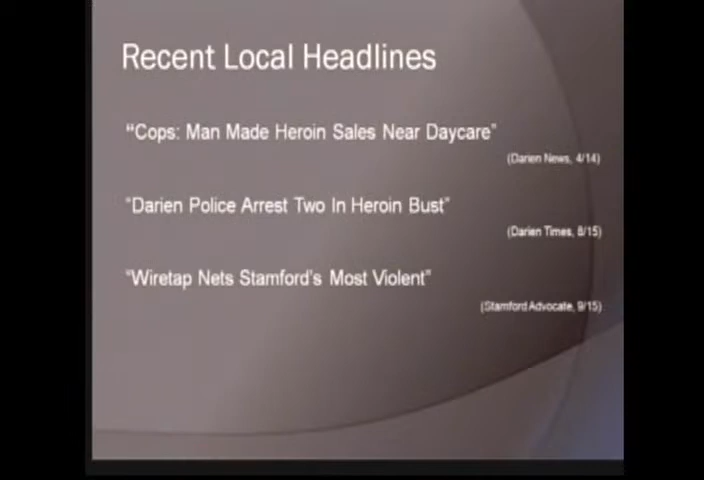 Recent Local Headlines
“Cops: Man Made Heroin Sales Near Daycare”
(Darien News, 4/14)
“Darien Police Arrest Two In Heroin Bust”
(Darien Times, 8/15)
“Wiretap Nets Stamford’s Most Violent”
(Stamford Advocate, 9/15)